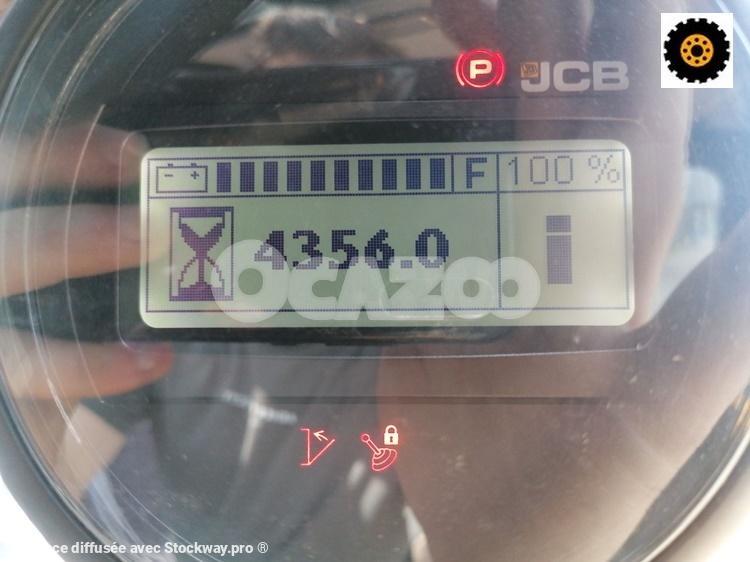 P JCB
- + F 100 %
4356.0
OCAZOO
ce diffusée avec Stockway.pro ®